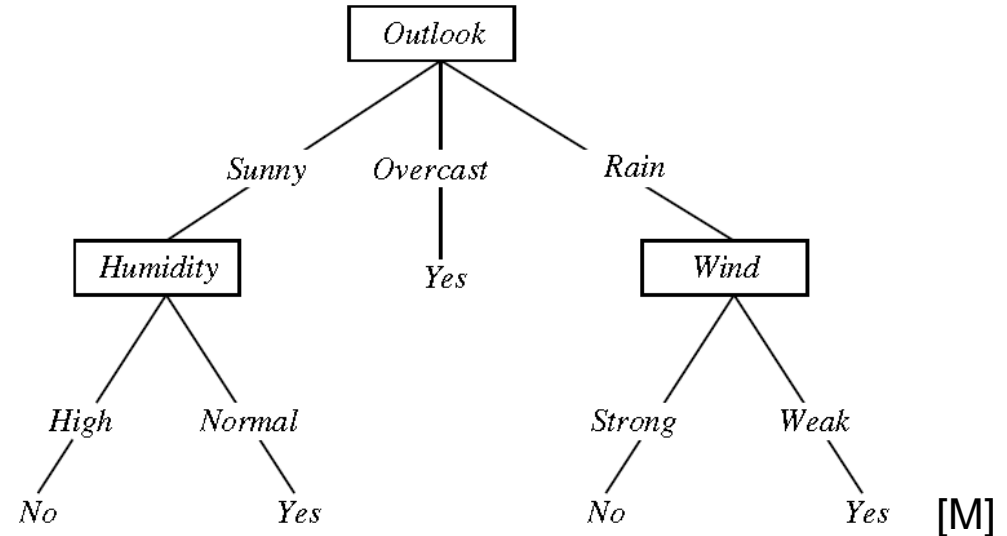 Outlook
Sunny Overcast Rain
Humidity Yes Wind
High Normal Strong Weak
No Yes No Yes [M]